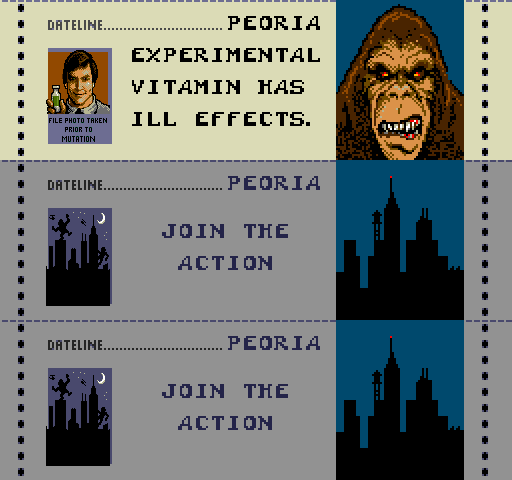 DATELINE..........................PEORIA
EXPERIMENTAL
VITAMIN HAS
ILL EFFECTS.
FILE PHOTO TAKEN
PRIOR TO
MUTATION
DATELINE..........................PEORIA
JOIN THE
ACTION
DATELINE..........................PEORIA
JOIN THE
ACTION